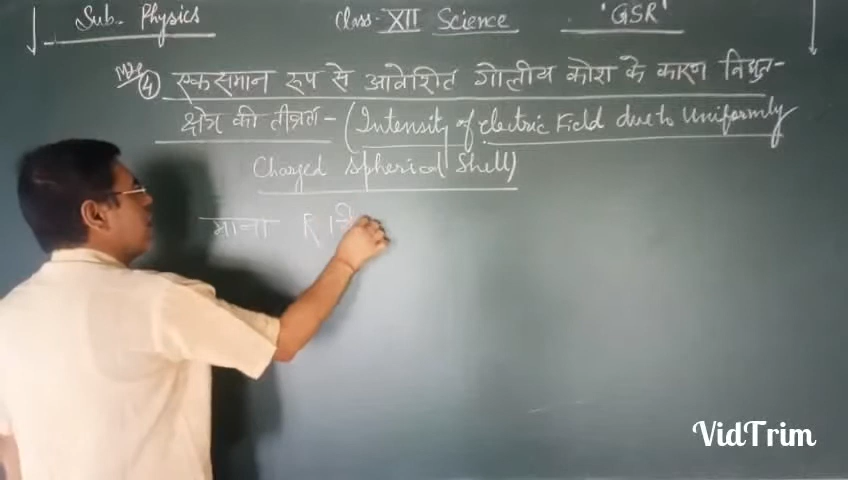 Sub. Physics Class-XII Science 'GSR'
④ एकसमान रूप से आवेशित गोलीय कोश के कारण विद्युत-
क्षेत्र की तीव्रता - (Intensity of electric Field due to Uniformly
Charged Spherical Shell)
माना R
VidTrim